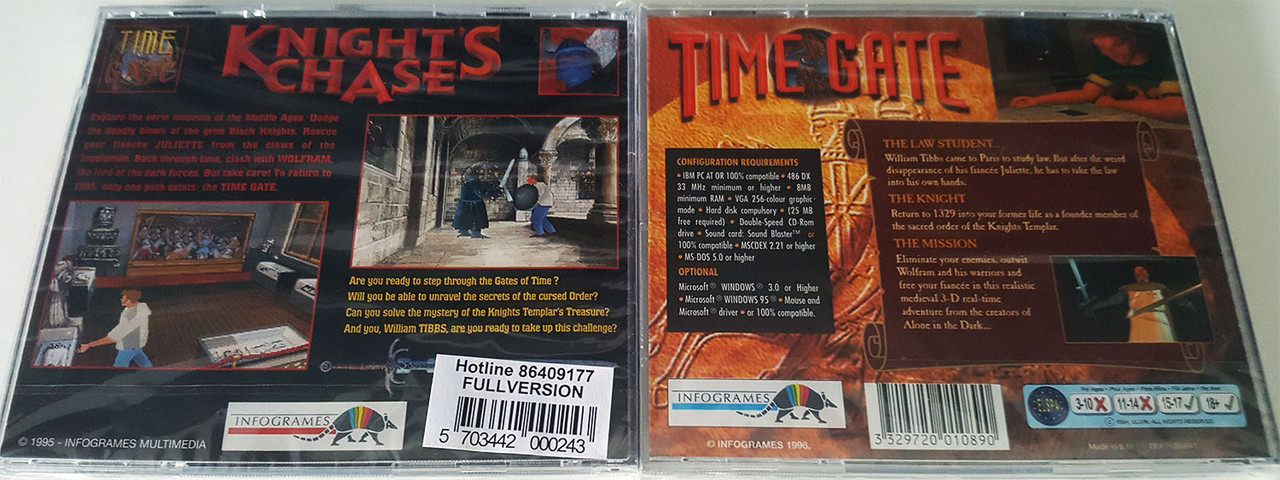 TIME
GATE
KNIGHT'S
CHASE
Explore the eerie museum of the Middle Ages. Dodge
the deadly blows of the grim Black Knights. Rescue
your fiancée JULIETTE from the claws of the
Inquisition. Back through time, clash with WOLFRAM,
the lord of the dark forces. But take care! To return to
1995, only one path exists: the TIME GATE.
Are you ready to step through the Gates of Time ?
Will you be able to unravel the secrets of the cursed Order?
Can you solve the mystery of the Knights Templar's Treasure?
And you, William TIBBS, are you ready to take up this challenge?
Hotline 86409177
FULLVERSION
5 703442 000243
INFOGRAMES
© 1995 - INFOGRAMES MULTIMEDIA
TIME GATE
CONFIGURATION REQUIREMENTS
• IBM PC AT OR 100% compatible • 486 DX
33 MHz minimum or higher • 8MB
minimum RAM • VGA 256-colour graphic
mode • Hard disk compulsory • (25 MB
free required) • Double-Speed CD-Rom
drive • Sound card: Sound Blaster™ or
100% compatible • MSCDEX 2.21 or higher
• MS-DOS 5.0 or higher
OPTIONAL
Microsoft® WINDOWS® 3.0 or Higher
• Microsoft® WINDOWS 95® • Mouse and
Microsoft® driver • or 100% compatible.
THE LAW STUDENT...
William Tibbs came to Paris to study law. But after the weird
disappearance of his fiancée Juliette, he has to take the law
into his own hands.
THE KNIGHT
Return to 1329 into your former life as a founder member of
the sacred order of the Knights Templar.
THE MISSION
Eliminate your enemies, outwit
Wolfram and his warriors and
free your fiancée in this realistic
medieval 3-D real-time
adventure from the creators of
Alone in the Dark...
INFOGRAMES
© INFOGRAMES 1996.
3 329720 010890
ELSPA
3-10 11-14 15-17 18+
Made in